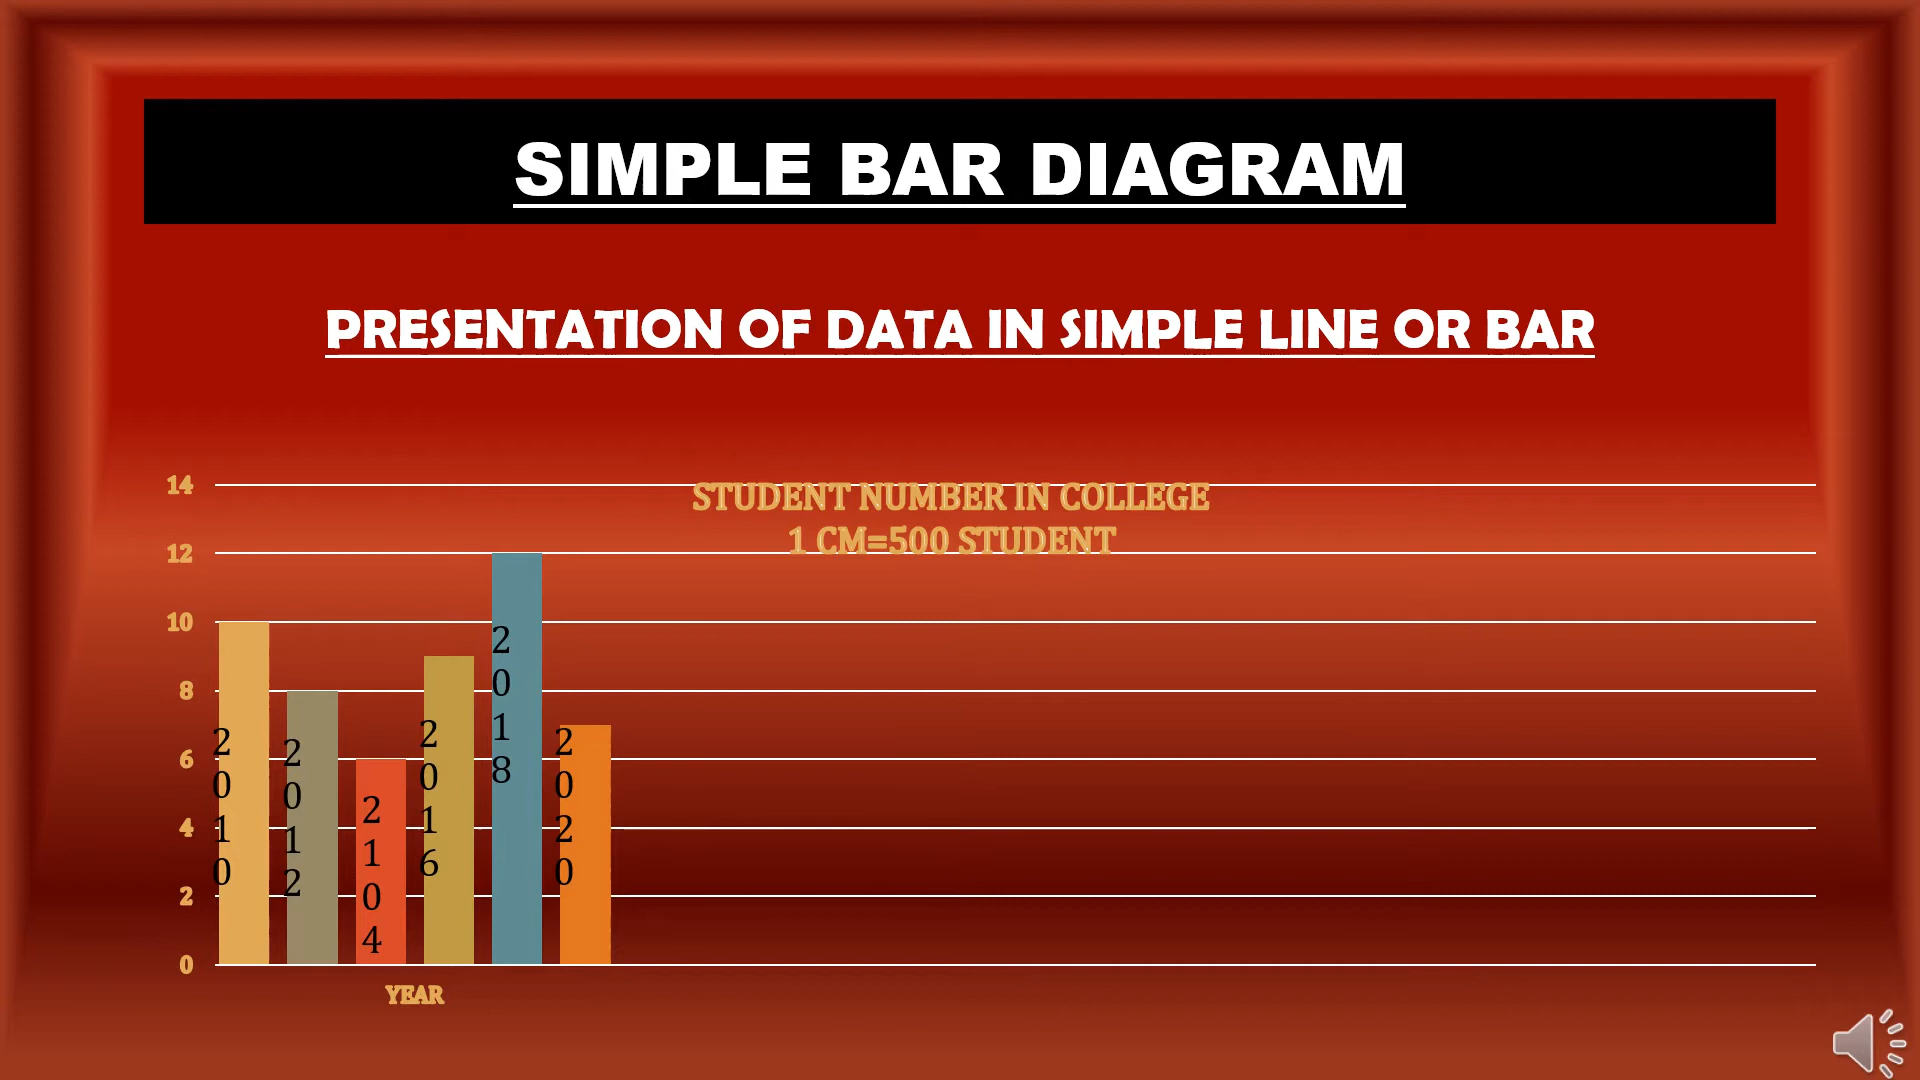 SIMPLE BAR DIAGRAM
PRESENTATION OF DATA IN SIMPLE LINE OR BAR
STUDENT NUMBER IN COLLEGE
1 CM=500 STUDENT
14
12
10
8
6
4
2
0
2010
2012
2104
2016
2018
2020
YEAR